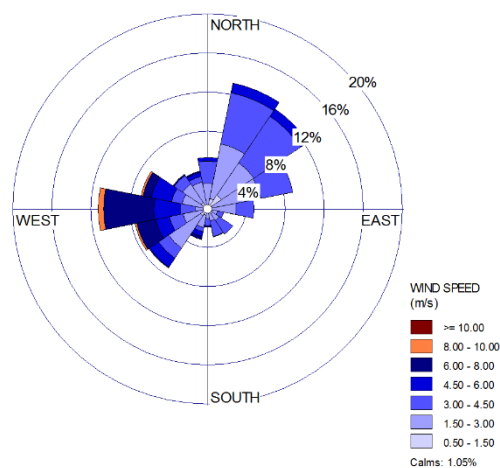 NORTH
20%
16%
12%
8%
4%
WEST
EAST
SOUTH
WIND SPEED
(m/s)
>= 10.00
8.00 - 10.00
6.00 - 8.00
4.50 - 6.00
3.00 - 4.50
1.50 - 3.00
0.50 - 1.50
Calms: 1.05%